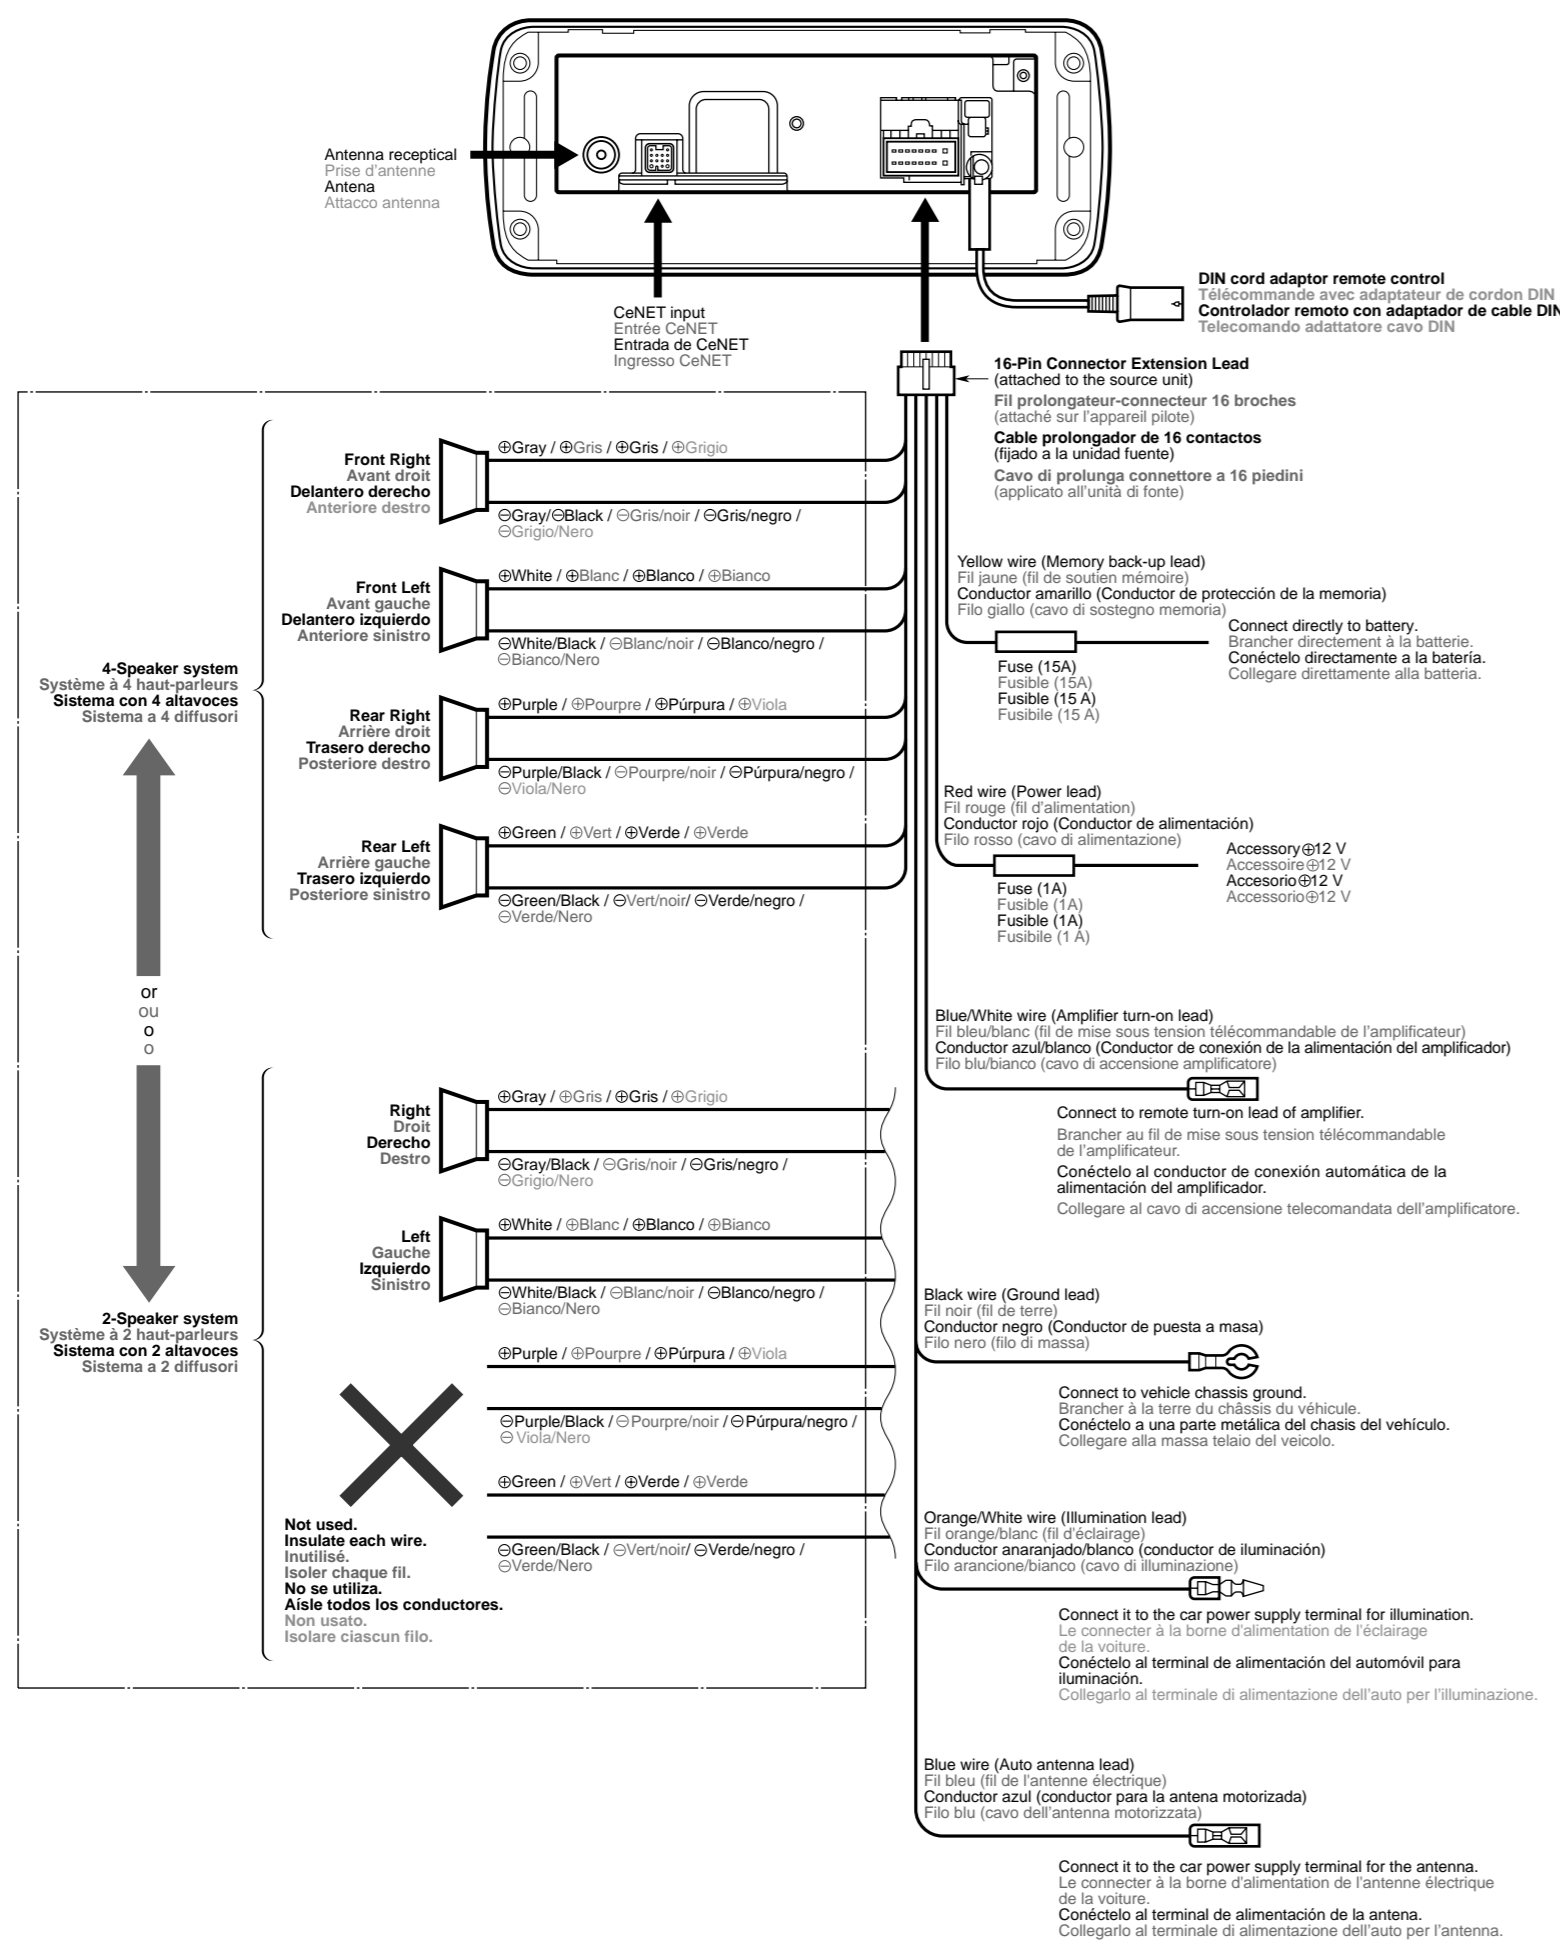 Antenna receptical
Prise d'antenne
Antena
Attacco antenna
CeNET input
Entrée CeNET
Entrada de CeNET
Ingresso CeNET
DIN cord adaptor remote control
Télécommande avec adaptateur de cordon DIN
Controlador remoto con adaptador de cable DIN
Telecomando adattatore cavo DIN
16-Pin Connector Extension Lead
(attached to the source unit)
Fil prolongateur-connecteur 16 broches
(attaché sur l'appareil pilote)
Cable prolongador de 16 contactos
(fijado a la unidad fuente)
Cavo di prolunga connettore a 16 piedini
(applicato all'unità di fonte)
4-Speaker system
Système à 4 haut-parleurs
Sistema con 4 altavoces
Sistema a 4 diffusori
Front Right
Avant droit
Delantero derecho
Anteriore destro
⊕Gray / ⊕Gris / ⊕Gris / ⊕Grigio
⊖Gray/⊖Black / ⊖Gris/noir / ⊖Gris/negro /
⊖Grigio/Nero
Front Left
Avant gauche
Delantero izquierdo
Anteriore sinistro
⊕White / ⊕Blanc / ⊕Blanco / ⊕Bianco
⊖White/Black / ⊖Blanc/noir / ⊖Blanco/negro /
⊖Bianco/Nero
Rear Right
Arrière droit
Trasero derecho
Posteriore destro
⊕Purple / ⊕Pourpre / ⊕Púrpura / ⊕Viola
⊖Purple/Black / ⊖Pourpre/noir / ⊖Púrpura/negro /
⊖Viola/Nero
Rear Left
Arrière gauche
Trasero izquierdo
Posteriore sinistro
⊕Green / ⊕Vert / ⊕Verde / ⊕Verde
⊖Green/Black / ⊖Vert/noir/ ⊖Verde/negro /
⊖Verde/Nero
or
ou
o
o
2-Speaker system
Système à 2 haut-parleurs
Sistema con 2 altavoces
Sistema a 2 diffusori
Right
Droit
Derecho
Destro
⊕Gray / ⊕Gris / ⊕Gris / ⊕Grigio
⊖Gray/Black / ⊖Gris/noir / ⊖Gris/negro /
⊖Grigio/Nero
Left
Gauche
Izquierdo
Sinistro
⊕White / ⊕Blanc / ⊕Blanco / ⊕Bianco
⊖White/Black / ⊖Blanc/noir / ⊖Blanco/negro /
⊖Bianco/Nero
⊕Purple / ⊕Pourpre / ⊕Púrpura / ⊕Viola
⊖Purple/Black / ⊖Pourpre/noir / ⊖Púrpura/negro /
⊖Viola/Nero
⊕Green / ⊕Vert / ⊕Verde / ⊕Verde
⊖Green/Black / ⊖Vert/noir/ ⊖Verde/negro /
⊖Verde/Nero
Not used.
Insulate each wire.
Inutilisé.
Isoler chaque fil.
No se utiliza.
Aísle todos los conductores.
Non usato.
Isolare ciascun filo.
Yellow wire (Memory back-up lead)
Fil jaune (fil de soutien mémoire)
Conductor amarillo (Conductor de protección de la memoria)
Filo giallo (cavo di sostegno memoria)
Fuse (15A)
Fusible (15A)
Fusible (15 A)
Fusibile (15 A)
Connect directly to battery.
Brancher directement à la batterie.
Conéctelo directamente a la batería.
Collegare direttamente alla batteria.
Red wire (Power lead)
Fil rouge (fil d'alimentation)
Conductor rojo (Conductor de alimentación)
Filo rosso (cavo di alimentazione)
Fuse (1A)
Fusible (1A)
Fusible (1A)
Fusibile (1 A)
Accessory⊕12 V
Accessoire⊕12 V
Accesorio⊕12 V
Accessorio⊕12 V
Blue/White wire (Amplifier turn-on lead)
Fil bleu/blanc (fil de mise sous tension télécommandable de l'amplificateur)
Conductor azul/blanco (Conductor de conexión de la alimentación del amplificador)
Filo blu/bianco (cavo di accensione amplificatore)
Connect to remote turn-on lead of amplifier.
Brancher au fil de mise sous tension télécommandable
de l'amplificateur.
Conéctelo al conductor de conexión automática de la
alimentación del amplificador.
Collegare al cavo di accensione telecomandata dell'amplificatore.
Black wire (Ground lead)
Fil noir (fil de terre)
Conductor negro (Conductor de puesta a masa)
Filo nero (filo di massa)
Connect to vehicle chassis ground.
Brancher à la terre du châssis du véhicule.
Conéctelo a una parte metálica del chasis del vehículo.
Collegare alla massa telaio del veicolo.
Orange/White wire (Illumination lead)
Fil orange/blanc (fil d'éclairage)
Conductor anaranjado/blanco (conductor de iluminación)
Filo arancione/bianco (cavo di illuminazione)
Connect it to the car power supply terminal for illumination.
Le connecter à la borne d'alimentation de l'éclairage
de la voiture.
Conéctelo al terminal de alimentación del automóvil para
iluminación.
Collegarlo al terminale di alimentazione dell'auto per l'illuminazione.
Blue wire (Auto antenna lead)
Fil bleu (fil de l'antenne électrique)
Conductor azul (conductor para la antena motorizada)
Filo blu (cavo dell'antenna motorizzata)
Connect it to the car power supply terminal for the antenna.
Le connecter à la borne d'alimentation de l'antenne électrique
de la voiture.
Conéctelo al terminal de alimentación de la antena.
Collegarlo al terminale di alimentazione dell'auto per l'antenna.